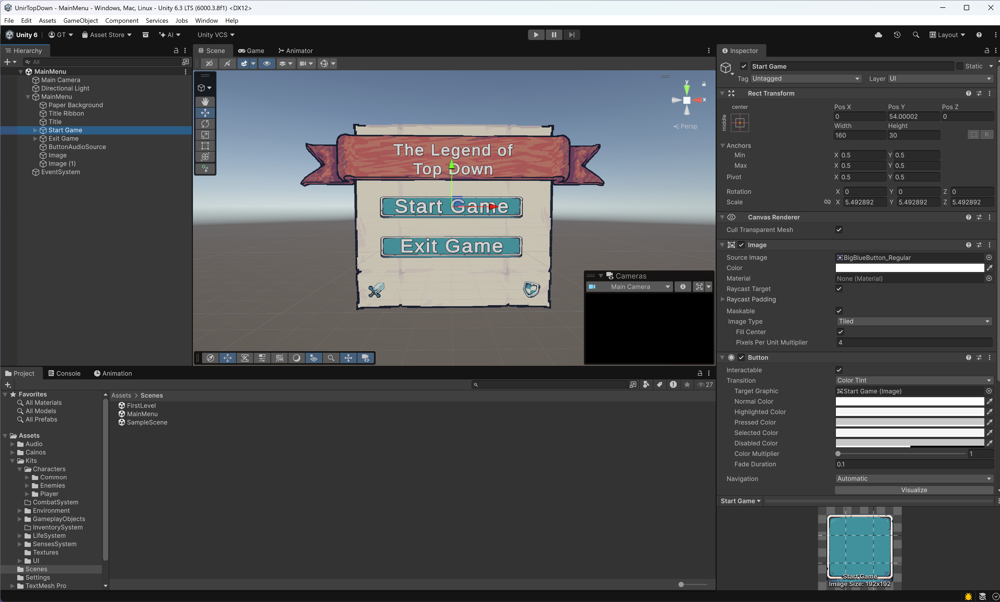 UnirTopDown - MainMenu - Windows, Mac, Linux - Unity 6.3 LTS (6000.3.8f1) <DX12>
File Edit Assets GameObject Component Services Jobs Window Help
Unity 6 GT Asset Store AI Unity VCS Layout
Hierarchy
All
MainMenu
Main Camera
Directional Light
MainMenu
Paper Background
Title Ribbon
Title
Start Game
Exit Game
ButtonAudioSource
Image
Image (1)
EventSystem
Scene Game Animator
2D
y
x
Persp
The Legend of
Top Down
Start Game
Exit Game
Cameras
Main Camera
Project Console Animation
27
Favorites
All Materials
All Models
All Prefabs
Assets
Audio
Cainos
Kits
Characters
Common
Enemies
Player
CombatSystem
Environment
GameplayObjects
InventorySystem
LifeSystem
SensesSystem
Textures
UI
Scenes
Settings
TextMesh Pro
Assets > Scenes
FirstLevel
MainMenu
SampleScene
Inspector
Start Game Static
Tag Untagged Layer UI
Rect Transform
center
middle
Pos X Pos Y Pos Z
0 54.00002 0
Width Height
160 30
R
Anchors
Min X 0.5 Y 0.5
Max X 0.5 Y 0.5
Pivot X 0.5 Y 0.5
Rotation X 0 Y 0 Z 0
Scale X 5.492892 Y 5.492892 Z 5.492892
Canvas Renderer
Cull Transparent Mesh
Image
Source Image BigBlueButton_Regular
Color
Material None (Material)
Raycast Target
Raycast Padding
Maskable
Image Type Tiled
Fill Center
Pixels Per Unit Multiplier 4
Button
Interactable
Transition Color Tint
Target Graphic Start Game (Image)
Normal Color
Highlighted Color
Pressed Color
Selected Color
Disabled Color
Color Multiplier 1
Fade Duration 0.1
Navigation Automatic
Visualize
Start Game
Start Game
Image Size: 192x192